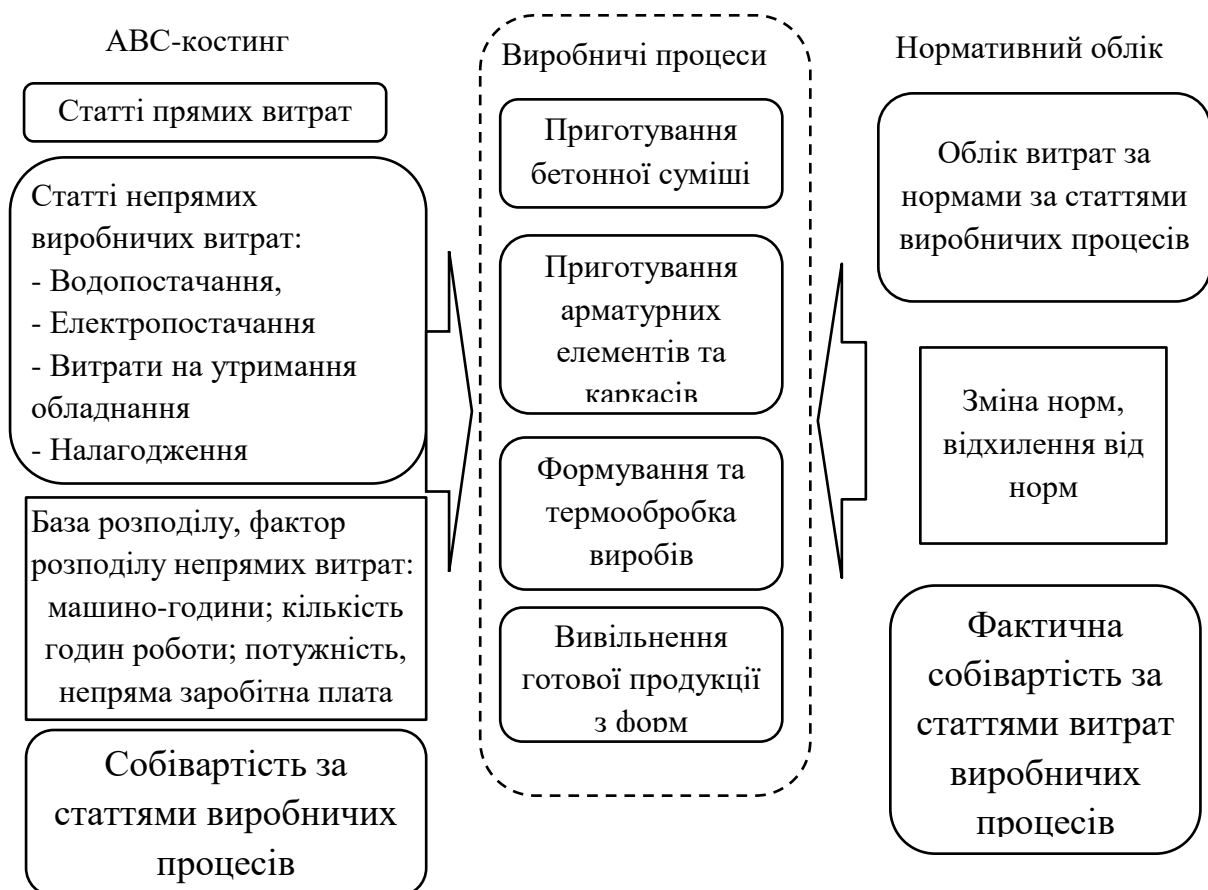 АВС-костинг
Статті прямих витрат
Статті непрямих
виробничих витрат:
- Водопостачання,
- Електропостачання
- Витрати на утримання
обладнання
- Налагодження
База розподілу, фактор
розподілу непрямих витрат:
машино-години; кількість
годин роботи; потужність,
непряма заробітна плата
Собівартість за
статтями виробничих
процесів
Виробничі процеси
Приготування
бетонної суміші
Приготування
арматурних
елементів та
каркасів
Формування та
термообробка
виробів
Вивільнення
готової продукції
з форм
Нормативний облік
Облік витрат за
нормами за статтями
виробничих процесів
Зміна норм,
відхилення від
норм
Фактична
собівартість за
статтями витрат
виробничих
процесів